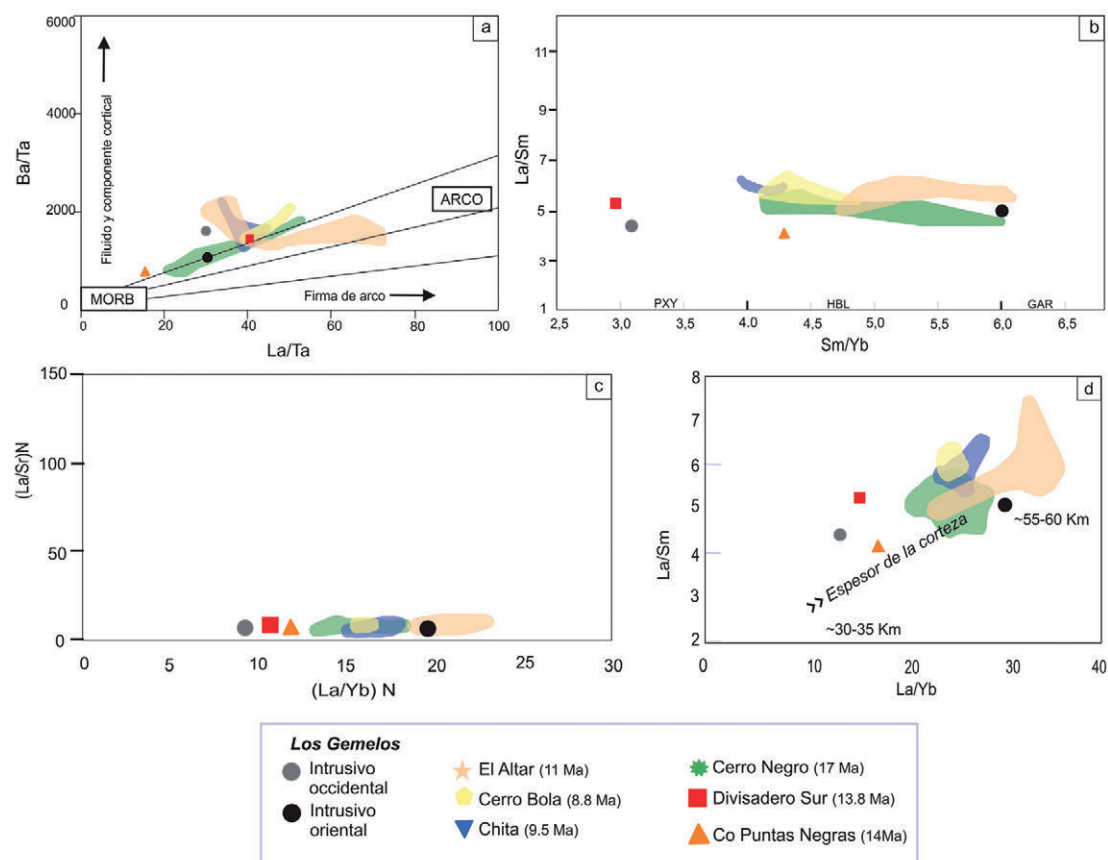 a
6000
4000
2000
0
Ba/Ta
Filuido y componente cortical
ARCO
MORB
Firma de arco
0 20 40 60 80 100
La/Ta
b
11
9
7
5
3
1
La/Sm
PXY HBL GAR
2,5 3,0 3,5 4.0 4,5 5,0 5,5 6,0 6,5
Sm/Yb
c
150
100
50
0
(La/Sr)N
0 5 10 15 20 25 30
(La/Yb) N
d
8
7
6
5
4
3
2
La/Sm
~55-60 Km
Espesor de la corteza
~30-35 Km
0 10 20 30 40
La/Yb
Los Gemelos
Intrusivo
occidental
Intrusivo
oriental
El Altar (11 Ma)
Cerro Bola (8.8 Ma)
Chita (9.5 Ma)
Cerro Negro (17 Ma)
Divisadero Sur (13.8 Ma)
Co Puntas Negras (14Ma)